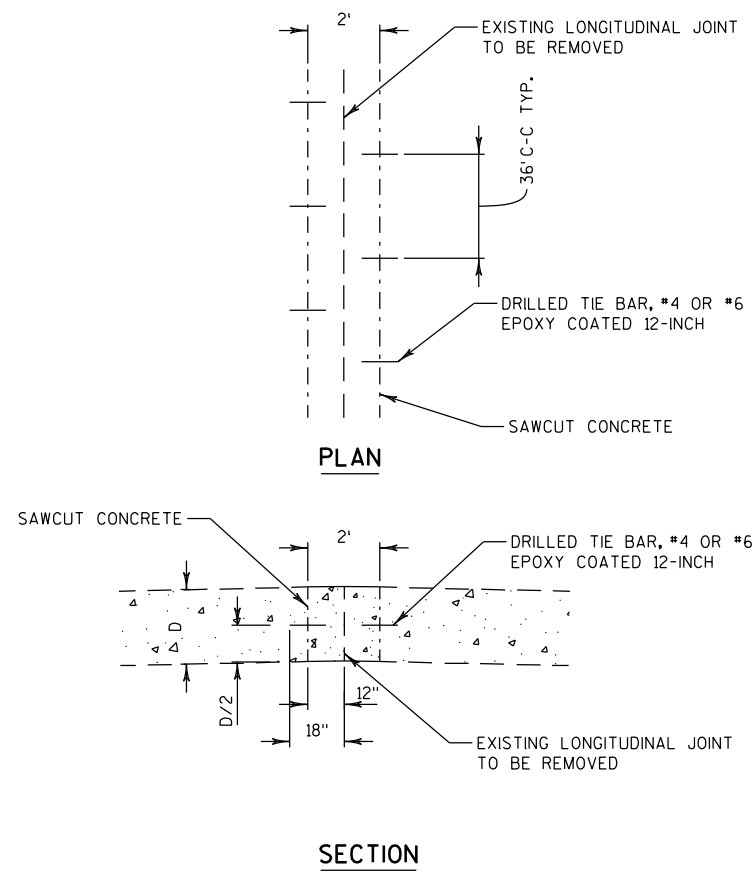 2'
EXISTING LONGITUDINAL JOINT
TO BE REMOVED
36' C-C TYP.
DRILLED TIE BAR, #4 OR #6
EPOXY COATED 12-INCH
SAWCUT CONCRETE
PLAN
SAWCUT CONCRETE
2'
DRILLED TIE BAR, #4 OR #6
EPOXY COATED 12-INCH
D
D/2
12"
18"
EXISTING LONGITUDINAL JOINT
TO BE REMOVED
SECTION